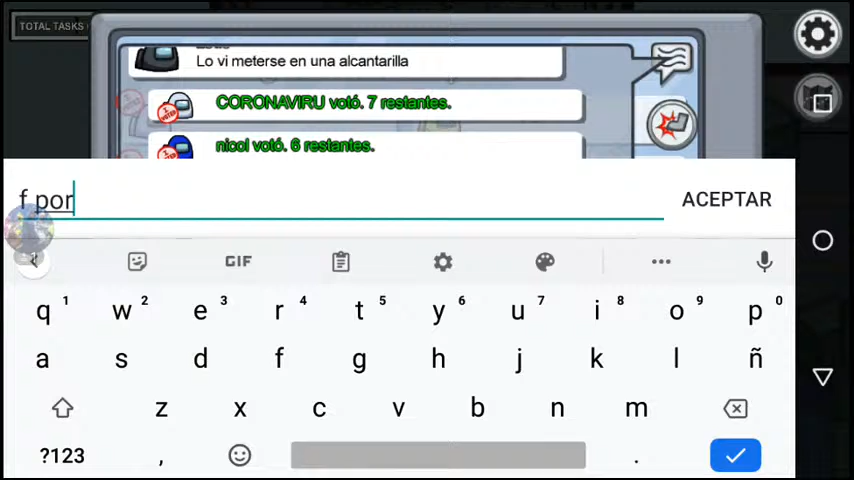 TOTAL TASKS
Lo vi meterse en una alcantarilla
CORONAVIRU votó. 7 restantes.
nicol votó. 6 restantes.
f por
ACEPTAR
GIF
q 1 w 2 e 3 r 4 t 5 y 6 u 7 i 8 o 9 p 0
a s d f g h j k l ñ
z x c v b n m
?123 , .